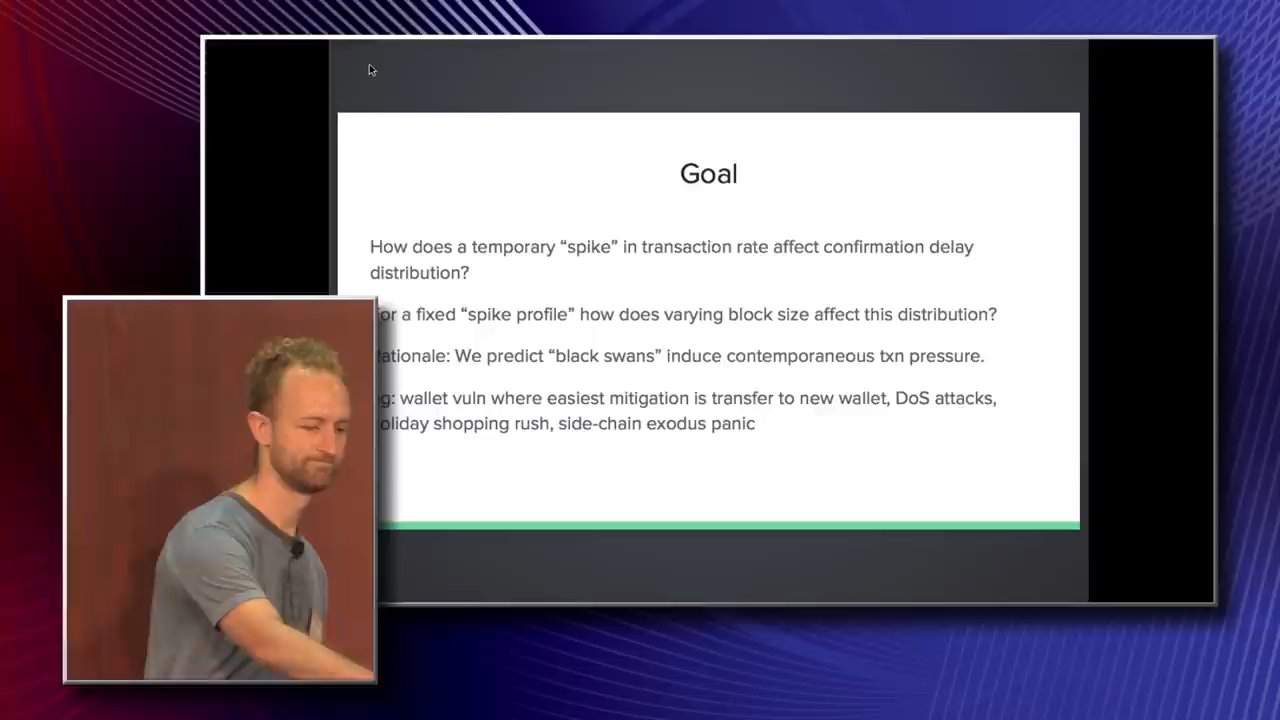 Goal
How does a temporary “spike” in transaction rate affect confirmation delay
distribution?
or a fixed “spike profile” how does varying block size affect this distribution?
ationale: We predict “black swans” induce contemporaneous txn pressure.
g: wallet vuln where easiest mitigation is transfer to new wallet, DoS attacks,
oliday shopping rush, side-chain exodus panic